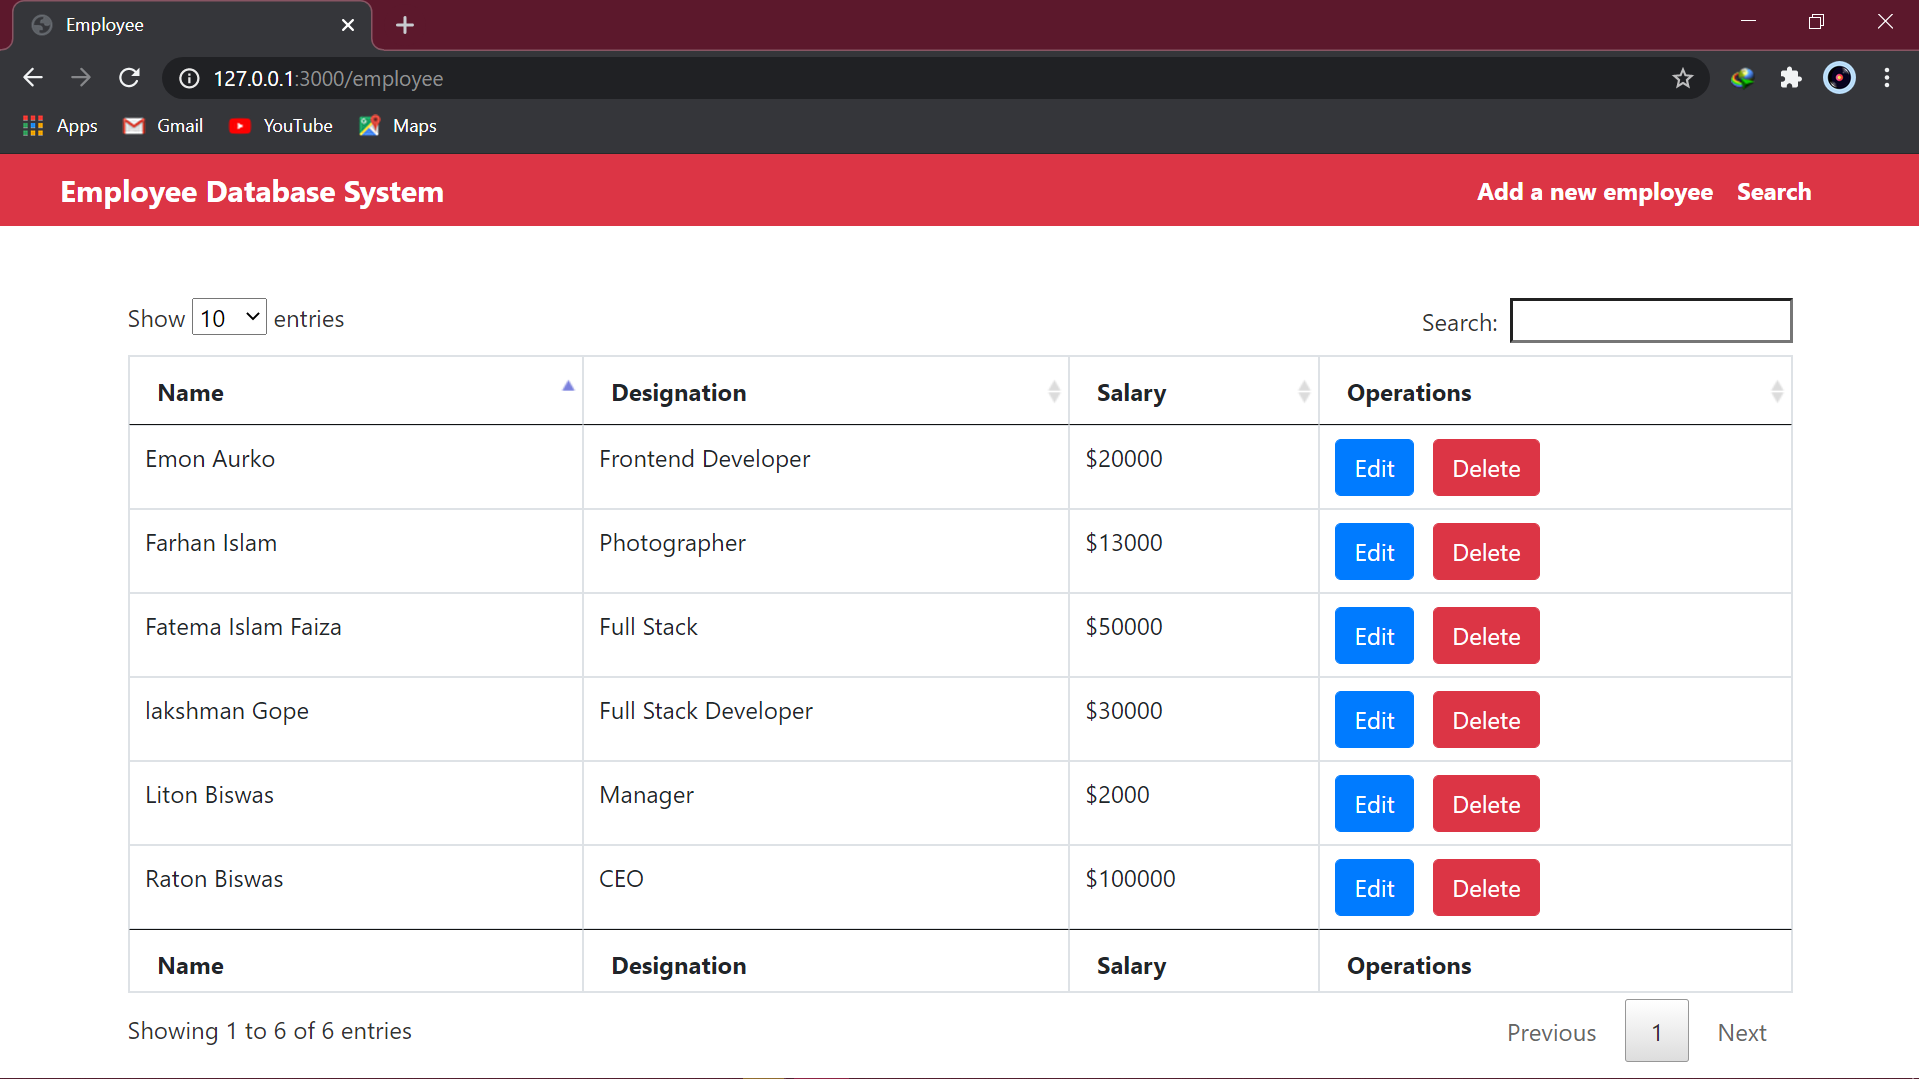 Employee
127.0.0.1:3000/employee
Apps Gmail YouTube Maps
Employee Database System Add a new employee Search
Show 10 entries Search:
Name Designation Salary Operations
Emon Aurko Frontend Developer $20000 Edit Delete
Farhan Islam Photographer $13000 Edit Delete
Fatema Islam Faiza Full Stack $50000 Edit Delete
lakshman Gope Full Stack Developer $30000 Edit Delete
Liton Biswas Manager $2000 Edit Delete
Raton Biswas CEO $100000 Edit Delete
Name Designation Salary Operations
Showing 1 to 6 of 6 entries Previous 1 Next